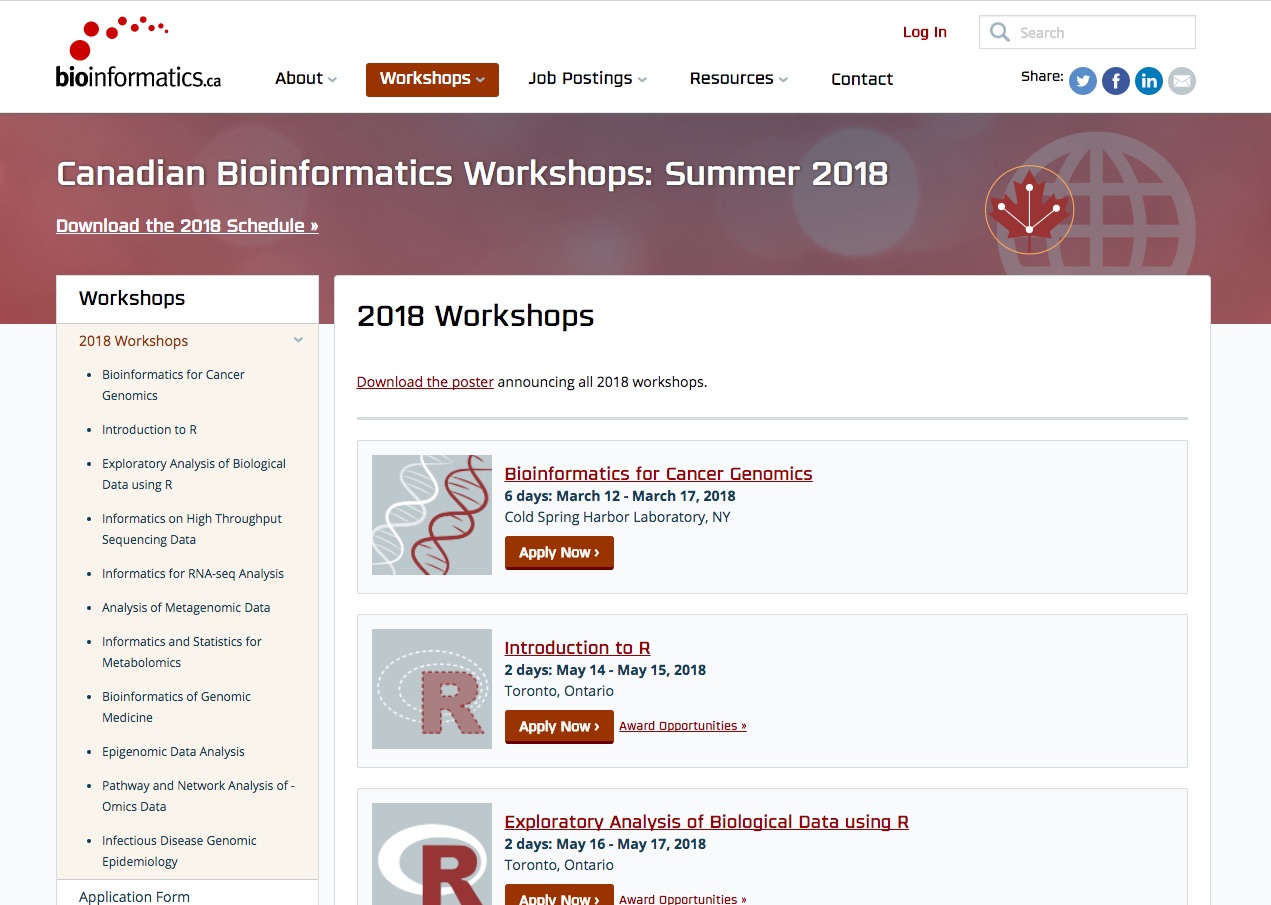 Log In
Search
bioinformatics.ca
About
Workshops
Job Postings
Resources
Contact
Share:
Canadian Bioinformatics Workshops: Summer 2018
Download the 2018 Schedule »
Workshops
2018 Workshops
• Bioinformatics for Cancer
Genomics
• Introduction to R
• Exploratory Analysis of Biological
Data using R
• Informatics on High Throughput
Sequencing Data
• Informatics for RNA-seq Analysis
• Analysis of Metagenomic Data
• Informatics and Statistics for
Metabolomics
• Bioinformatics of Genomic
Medicine
• Epigenomic Data Analysis
• Pathway and Network Analysis of -
Omics Data
• Infectious Disease Genomic
Epidemiology
Application Form
2018 Workshops
Download the poster announcing all 2018 workshops.
Bioinformatics for Cancer Genomics
6 days: March 12 - March 17, 2018
Cold Spring Harbor Laboratory, NY
Apply Now ›
R
Introduction to R
2 days: May 14 - May 15, 2018
Toronto, Ontario
Apply Now › Award Opportunities »
R
Exploratory Analysis of Biological Data using R
2 days: May 16 - May 17, 2018
Toronto, Ontario
Apply Now › Award Opportunities »